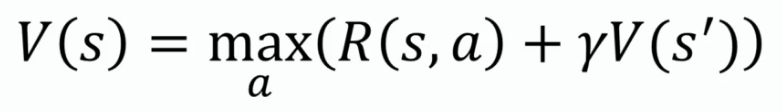 V(s) = max(R(s, a) + γV(s′))
a